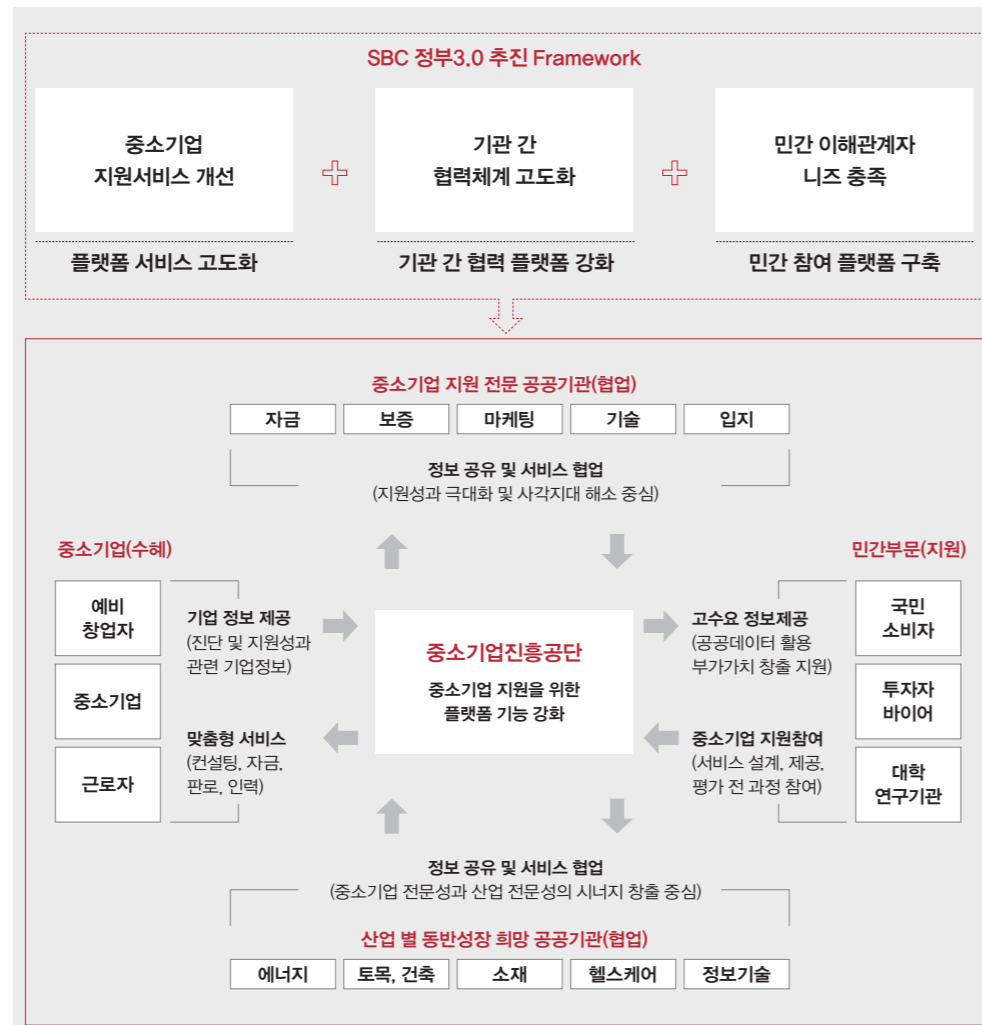 SBC 정부3.0 추진 Framework
중소기업
지원서비스 개선
기관 간
협력체계 고도화
민간 이해관계자
니즈 충족
플랫폼 서비스 고도화
기관 간 협력 플랫폼 강화
민간 참여 플랫폼 구축
중소기업 지원 전문 공공기관(협업)
자금
보증
마케팅
기술
입지
정보 공유 및 서비스 협업
(지원성과 극대화 및 사각지대 해소 중심)
중소기업(수혜)
예비
창업자
중소기업
근로자
기업 정보 제공
(진단 및 지원성과
관련 기업정보)
맞춤형 서비스
(컨설팅, 자금,
판로, 인력)
중소기업진흥공단
중소기업 지원을 위한
플랫폼 기능 강화
고수요 정보제공
(공공데이터 활용
부가가치 창출 지원)
중소기업 지원참여
(서비스 설계, 제공,
평가 전 과정 참여)
민간부문(지원)
국민
소비자
투자자
바이어
대학
연구기관
정보 공유 및 서비스 협업
(중소기업 전문성과 산업 전문성의 시너지 창출 중심)
산업 별 동반성장 희망 공공기관(협업)
에너지
토목, 건축
소재
헬스케어
정보기술